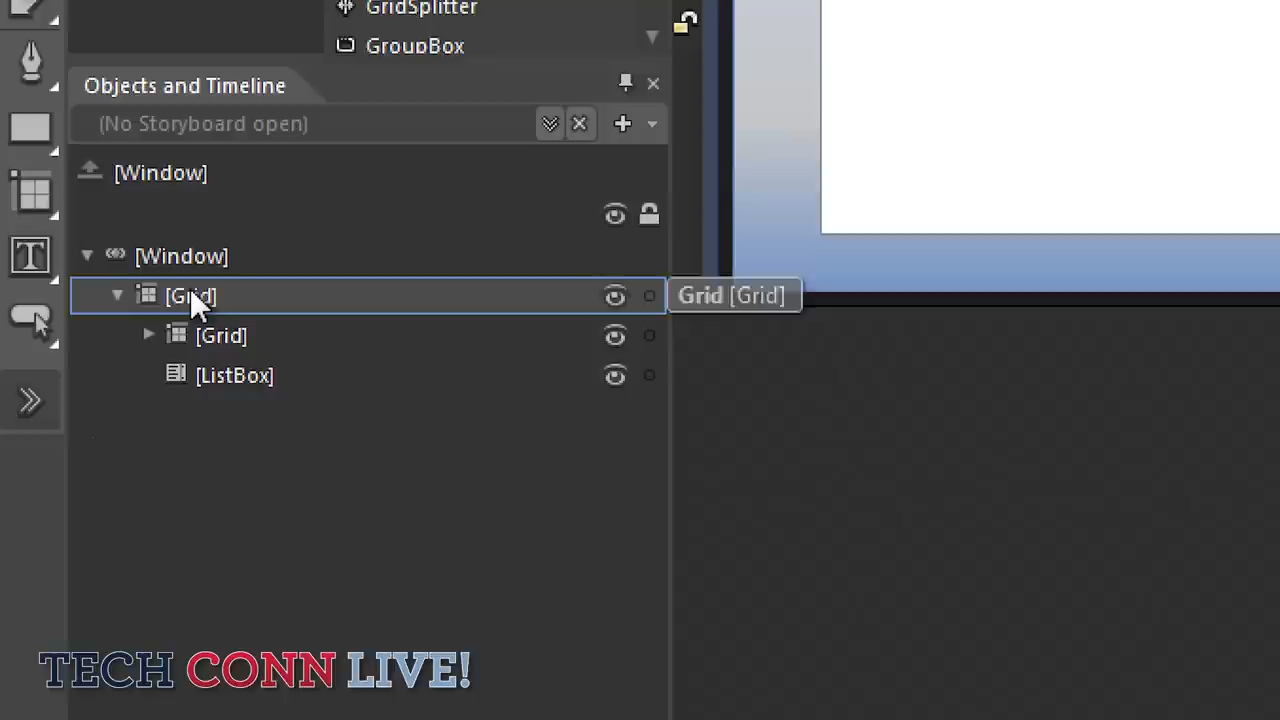 GridSplitter
GroupBox
Objects and Timeline
(No Storyboard open)
[Window]
[Window]
[Grid]
Grid [Grid]
[Grid]
[ListBox]
TECH CONN LIVE!